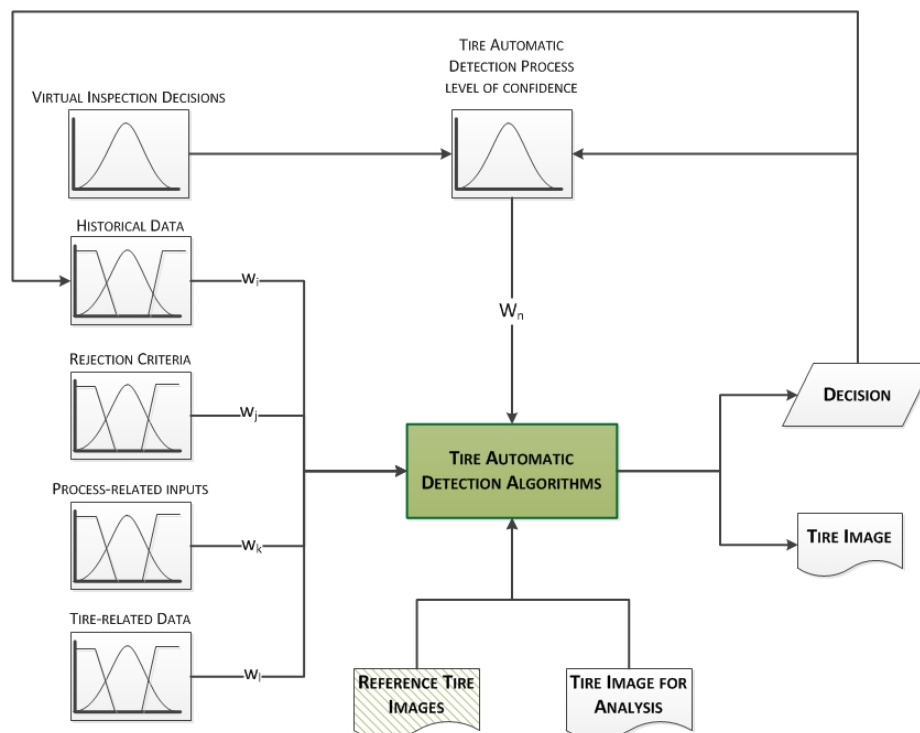 TIRE AUTOMATIC
DETECTION PROCESS
LEVEL OF CONFIDENCE
VIRTUAL INSPECTION DECISIONS
HISTORICAL DATA
wᵢ
Wₙ
REJECTION CRITERIA
wⱼ
DECISION
TIRE AUTOMATIC
DETECTION ALGORITHMS
PROCESS-RELATED INPUTS
wₖ
TIRE IMAGE
TIRE-RELATED DATA
wₗ
REFERENCE TIRE
IMAGES
TIRE IMAGE FOR
ANALYSIS